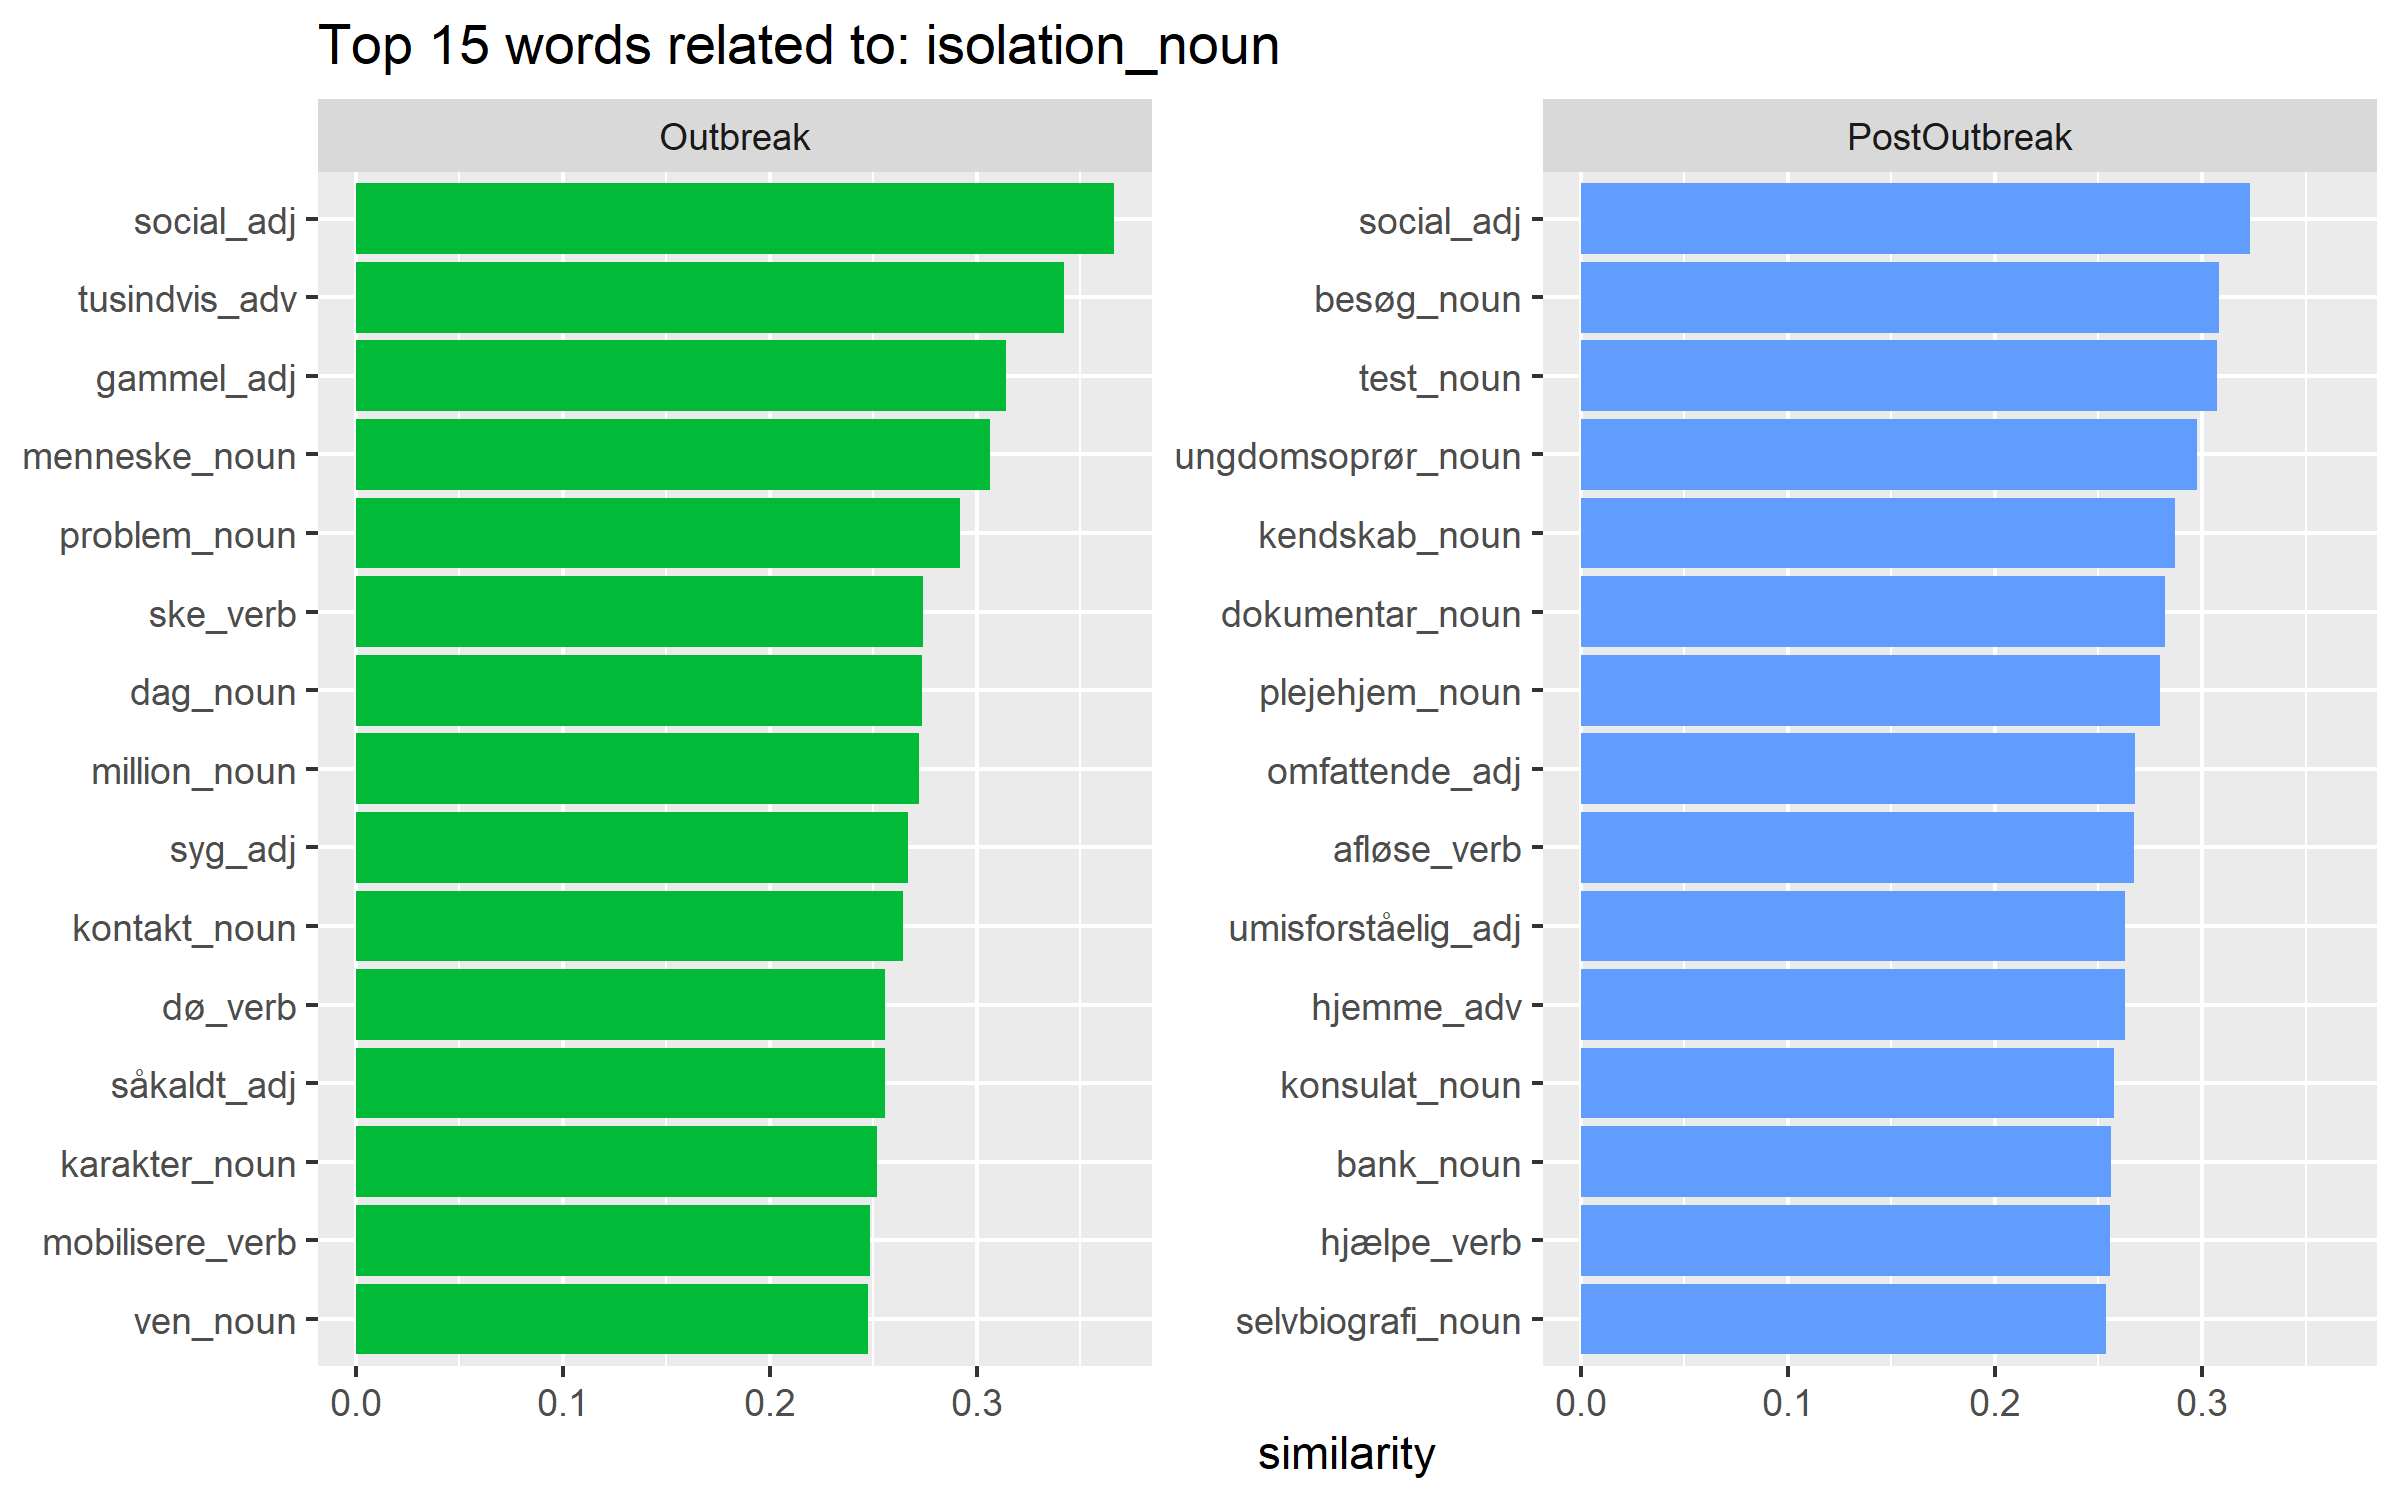 Top 15 words related to: isolation_noun
Outbreak
social_adj
tusindvis_adv
gammel_adj
menneske_noun
problem_noun
ske_verb
dag_noun
million_noun
syg_adj
kontakt_noun
dø_verb
såkaldt_adj
karakter_noun
mobilisere_verb
ven_noun
0.0 0.1 0.2 0.3
PostOutbreak
social_adj
besøg_noun
test_noun
ungdomsoprør_noun
kendskab_noun
dokumentar_noun
plejehjem_noun
omfattende_adj
afløse_verb
umisforståelig_adj
hjemme_adv
konsulat_noun
bank_noun
hjælpe_verb
selvbiografi_noun
0.0 0.1 0.2 0.3
similarity